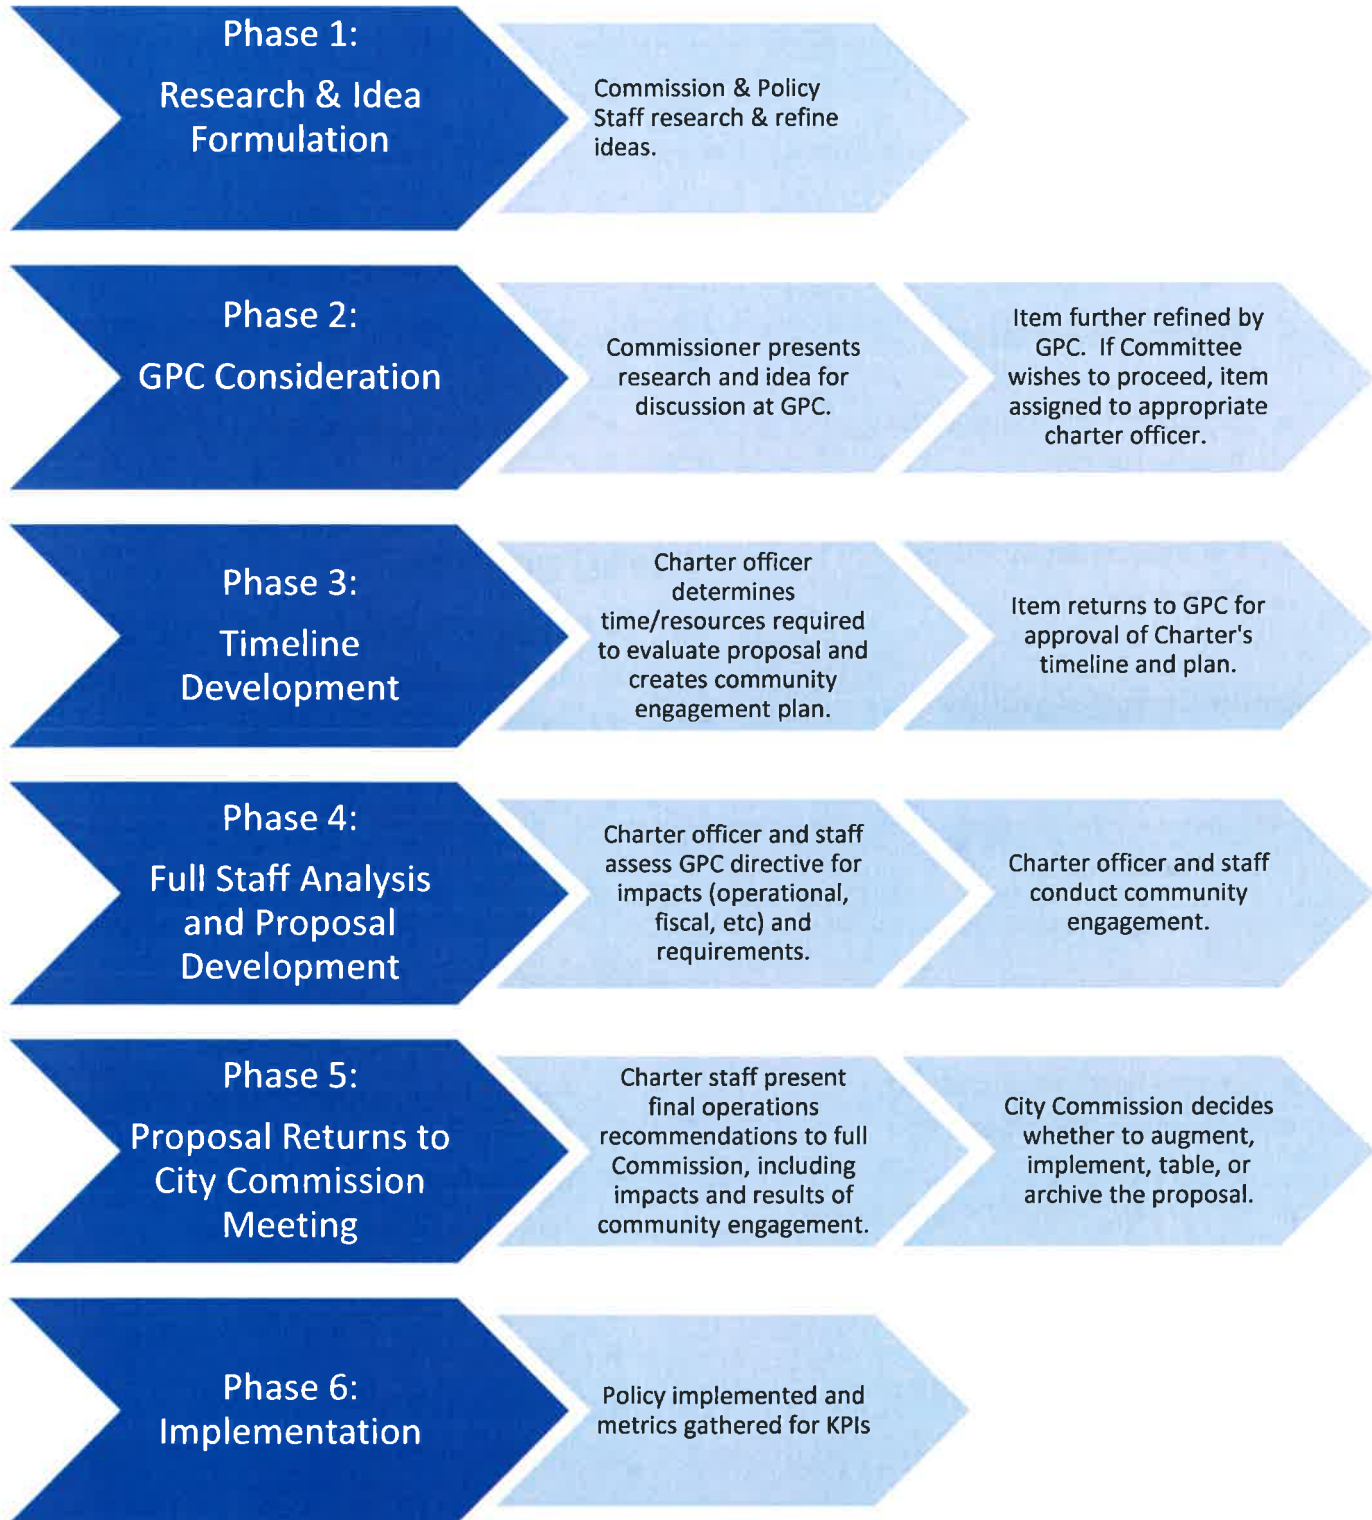 Phase 1:
Research & Idea
Formulation
Commission & Policy
Staff research & refine
ideas.
Phase 2:
GPC Consideration
Commissioner presents
research and idea for
discussion at GPC.
Item further refined by
GPC.  If Committee
wishes to proceed, item
assigned to appropriate
charter officer.
Phase 3:
Timeline
Development
Charter officer
determines
time/resources required
to evaluate proposal and
creates community
engagement plan.
Item returns to GPC for
approval of Charter's
timeline and plan.
Phase 4:
Full Staff Analysis
and Proposal
Development
Charter officer and staff
assess GPC directive for
impacts (operational,
fiscal, etc) and
requirements.
Charter officer and staff
conduct community
engagement.
Phase 5:
Proposal Returns to
City Commission
Meeting
Charter staff present
final operations
recommendations to full
Commission, including
impacts and results of
community engagement.
City Commission decides
whether to augment,
implement, table, or
archive the proposal.
Phase 6:
Implementation
Policy implemented and
metrics gathered for KPIs